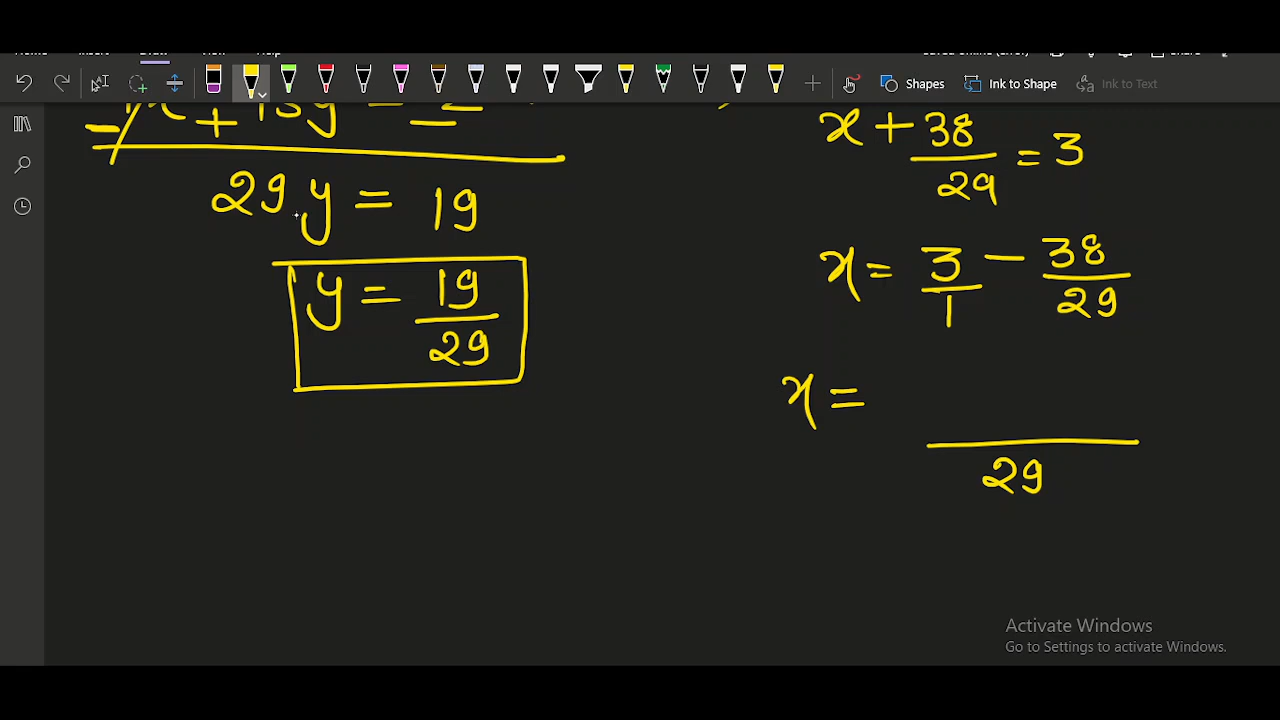 Shapes Ink to Shape Ink to Text
29y = 19
y = 19/29
x + 38/29 = 3
x = 3/1 - 38/29
x = /29
Activate Windows
Go to Settings to activate Windows.